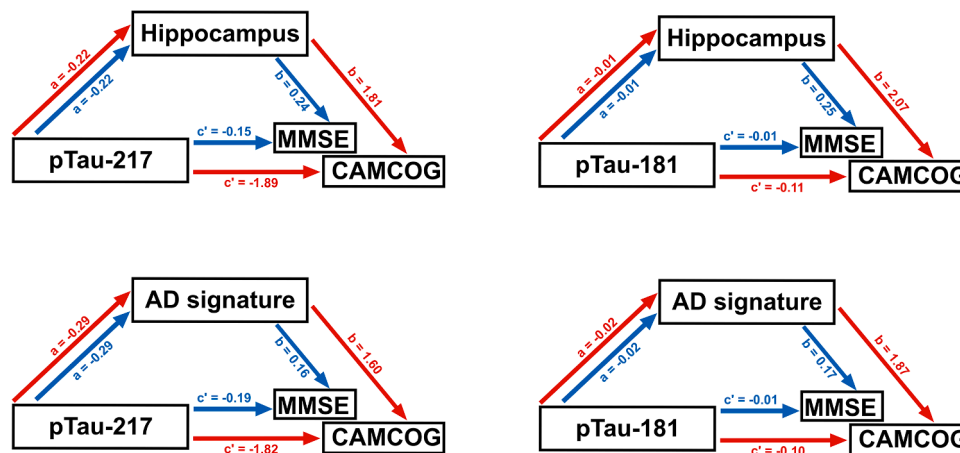 Hippocampus
a = -0.22
a = -0.22
b = 0.24
b = 1.81
c' = -0.15
MMSE
pTau-217
c' = -1.89
CAMCOG
Hippocampus
a = -0.01
a = -0.01
b = 0.25
b = 2.07
c' = -0.01
MMSE
pTau-181
c' = -0.11
CAMCOG
AD signature
a = -0.29
a = -0.29
b = 0.16
b = 1.60
c' = -0.19
MMSE
pTau-217
c' = -1.82
CAMCOG
AD signature
a = -0.02
a = -0.02
b = 0.17
b = 1.87
c' = -0.01
MMSE
pTau-181
c' = -0.10
CAMCOG